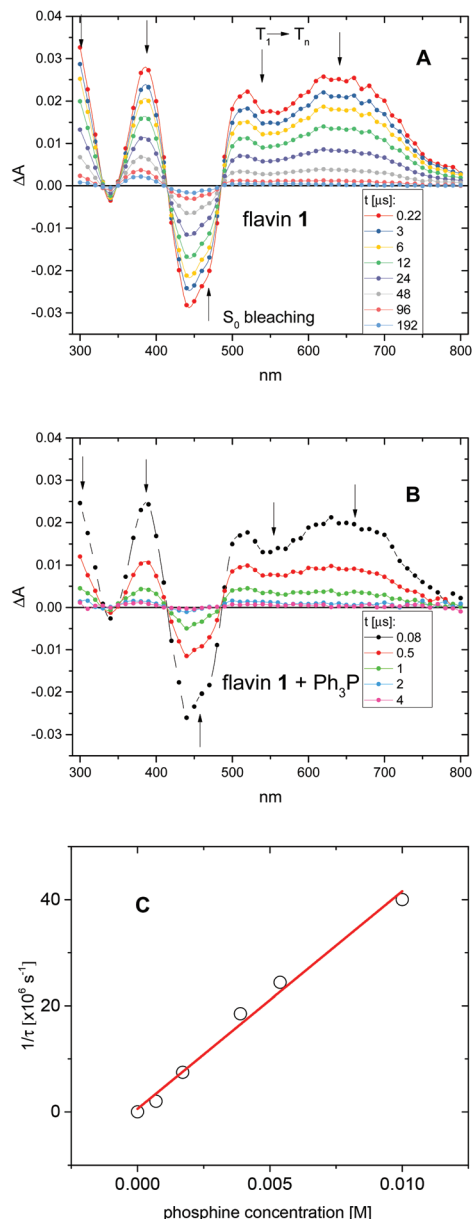 T₁ → Tₙ
A
0.04
0.03
0.02
0.01
0.00
-0.01
-0.02
-0.03
ΔA
flavin 1
S₀ bleaching
t [μs]:
0.22
3
6
12
24
48
96
192
300 400 500 600 700 800
nm
B
0.04
0.03
0.02
0.01
0.00
-0.01
-0.02
-0.03
ΔA
flavin 1 + Ph₃P
t [μs]:
0.08
0.5
1
2
4
300 400 500 600 700 800
nm
C
40
20
0
1/τ [x10⁶ s⁻¹]
0.000 0.005 0.010
phosphine concentration [M]